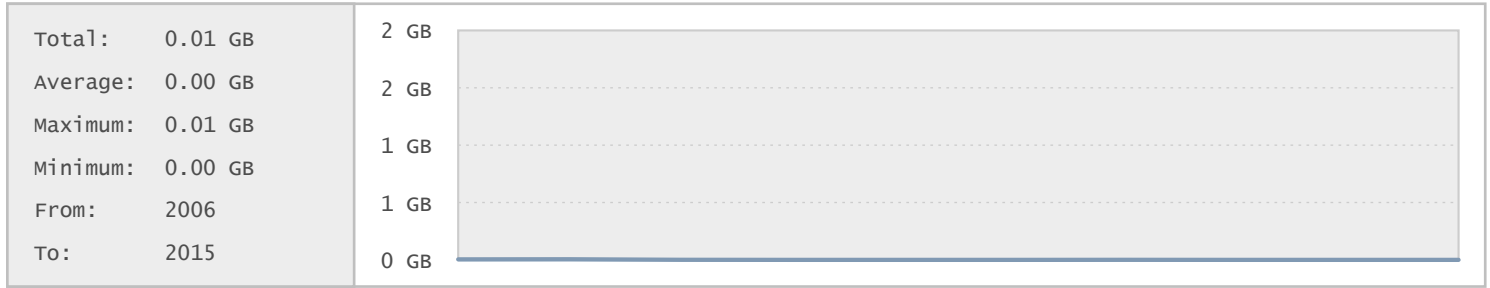 Total: 0.01 GB
Average: 0.00 GB
Maximum: 0.01 GB
Minimum: 0.00 GB
From: 2006
To: 2015
2 GB
2 GB
1 GB
1 GB
0 GB